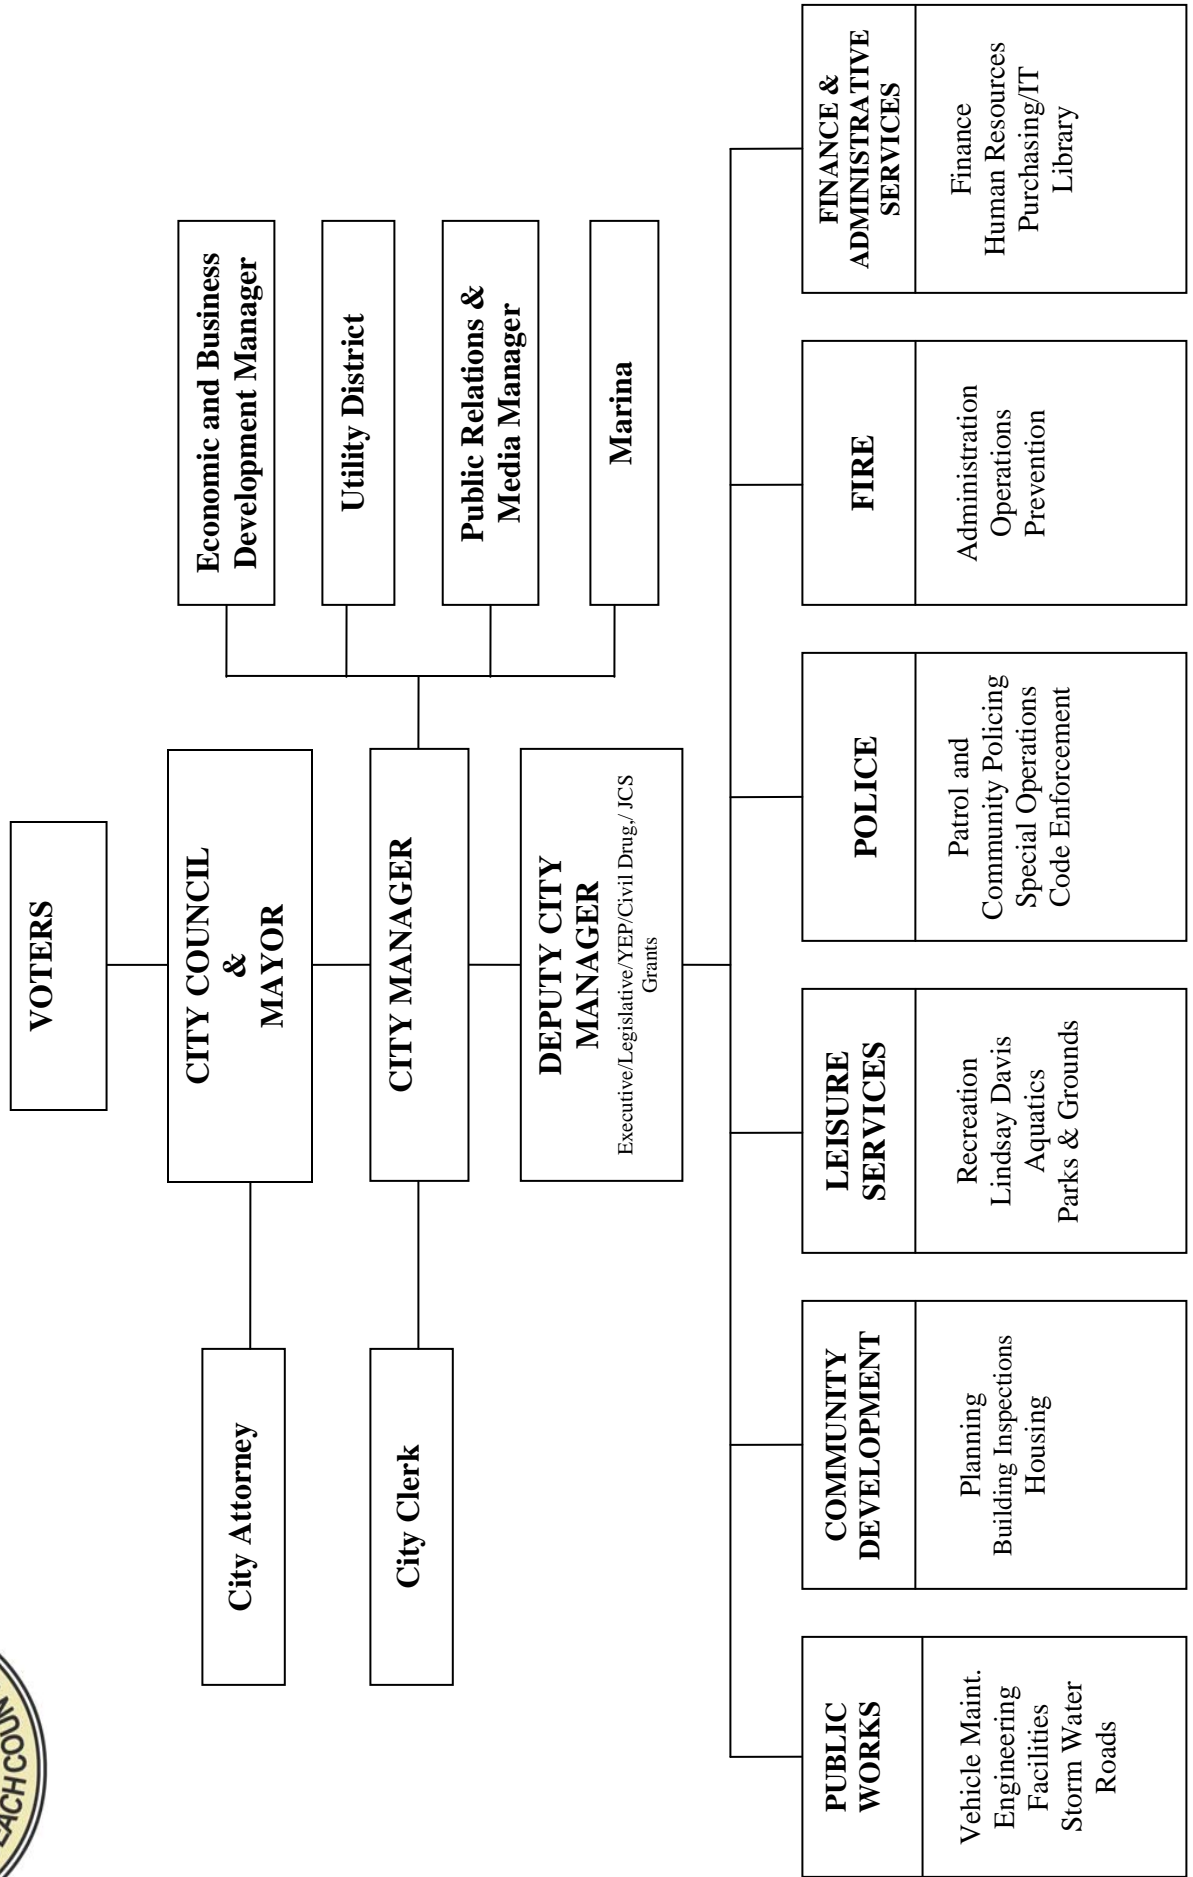 VOTERS
CITY COUNCIL
&
MAYOR
City Attorney
CITY MANAGER
City Clerk
Economic and Business
Development Manager
Utility District
Public Relations &
Media Manager
Marina
DEPUTY CITY
MANAGER
Executive/Legislative/YEP/Civil Drug,/ JCS
Grants
PUBLIC
WORKS
Vehicle Maint.
Engineering
Facilities
Storm Water
Roads
COMMUNITY
DEVELOPMENT
Planning
Building Inspections
Housing
LEISURE
SERVICES
Recreation
Lindsay Davis
Aquatics
Parks & Grounds
POLICE
Patrol and
Community Policing
Special Operations
Code Enforcement
FIRE
Administration
Operations
Prevention
FINANCE &
ADMINISTRATIVE
SERVICES
Finance
Human Resources
Purchasing/IT
Library